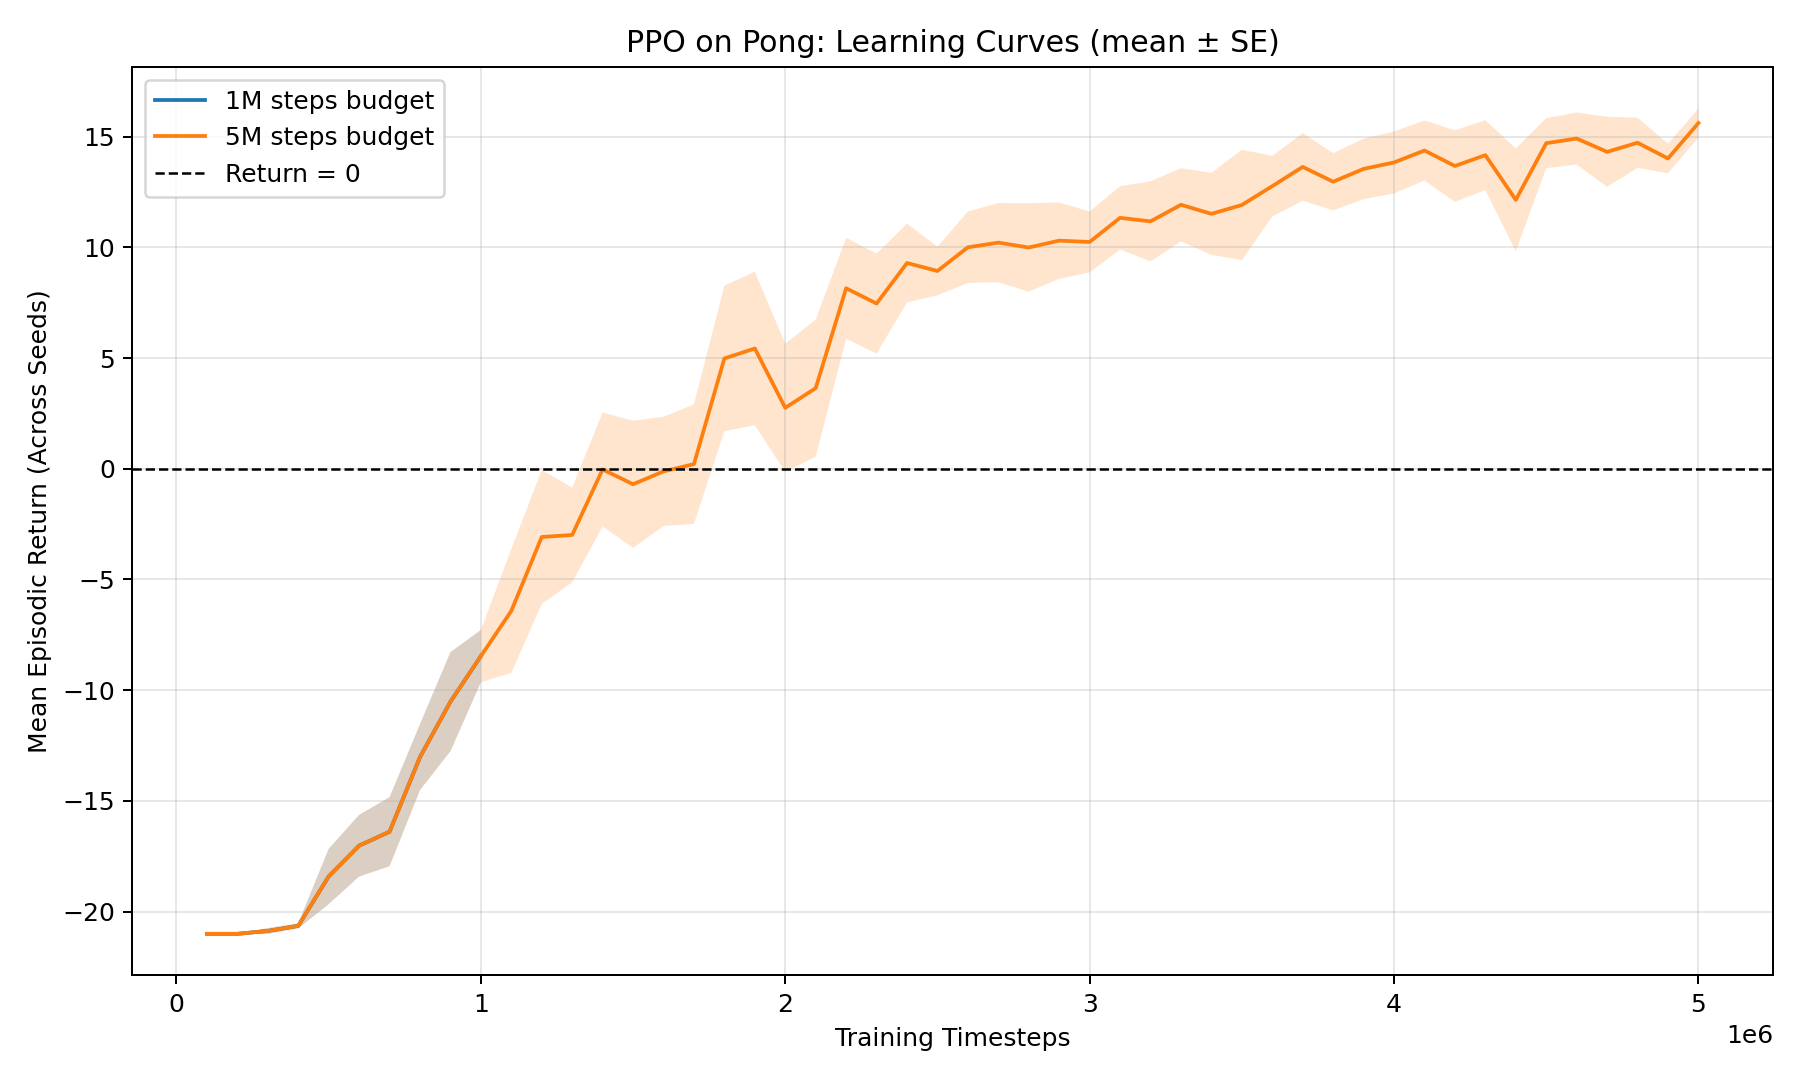 PPO on Pong: Learning Curves (mean ± SE)
1M steps budget
5M steps budget
Return = 0
Mean Episodic Return (Across Seeds)
15
10
5
0
−5
−10
−15
−20
0 1 2 3 4 5
1e6
Training Timesteps